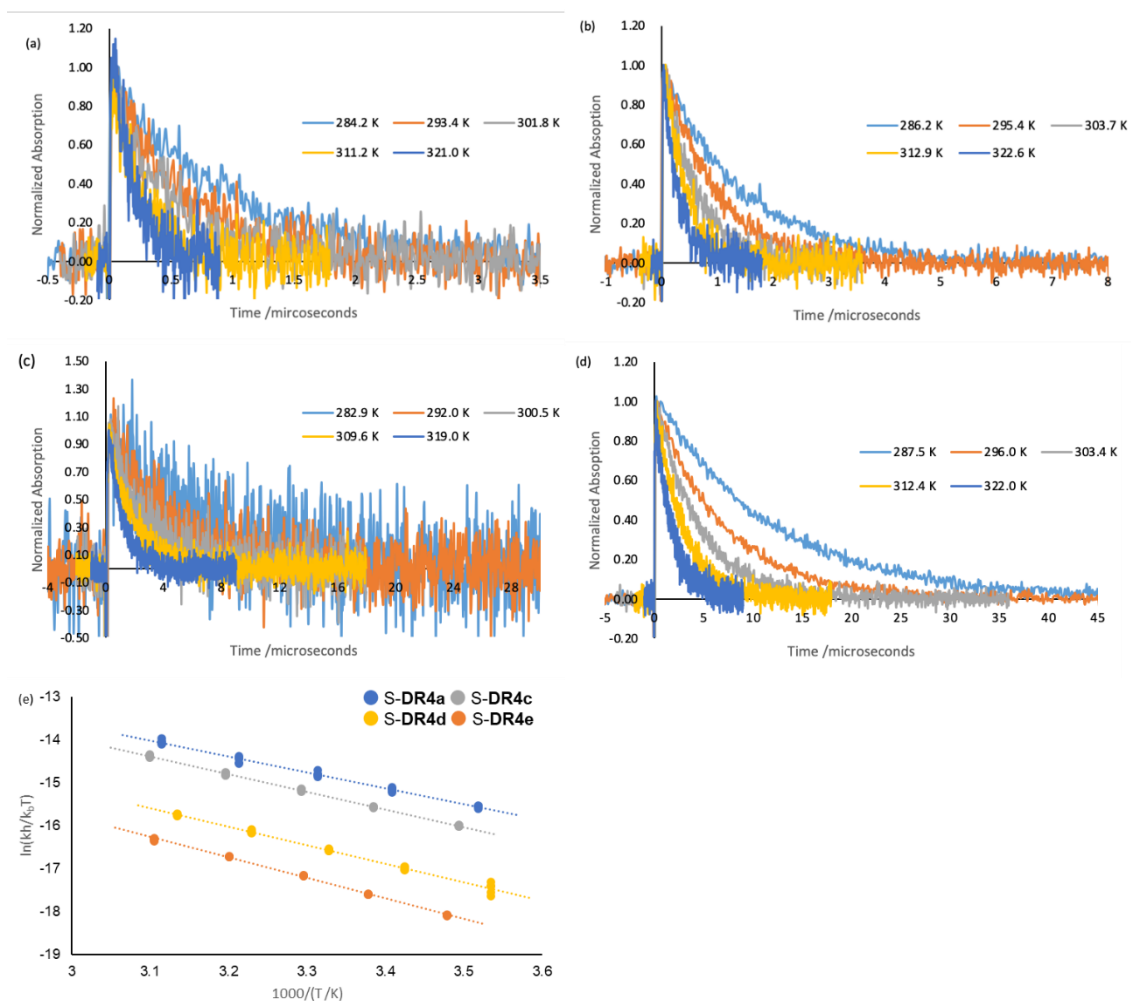 (a)
1.20
1.00
0.80
0.60
0.40
0.20
0.00
-0.20
Normalized Absorption
284.2 K 293.4 K 301.8 K
311.2 K 321.0 K
-0.5 0 0.5 1 1.5 2 2.5 3 3.5
Time /mircoseconds
(b)
1.20
1.00
0.80
0.60
0.40
0.20
0.00
-0.20
Normalized Absorption
286.2 K 295.4 K 303.7 K
312.9 K 322.6 K
-1 0 1 2 3 4 5 6 7 8
Time /microseconds
(c)
1.50
1.30
1.10
0.90
0.70
0.50
0.30
0.10
-0.10
-0.30
-0.50
Normalized Absorption
282.9 K 292.0 K 300.5 K
309.6 K 319.0 K
-4 0 4 8 12 16 20 24 28
Time /microseconds
(d)
1.20
1.00
0.80
0.60
0.40
0.20
0.00
-0.20
Normalized Absoption
287.5 K 296.0 K 303.4 K
312.4 K 322.0 K
-5 0 5 10 15 20 25 30 35 40 45
Time /microseconds
(e)
-13
-14
-15
-16
-17
-18
-19
ln(kh/kbT)
S-DR4a S-DR4c
S-DR4d S-DR4e
3 3.1 3.2 3.3 3.4 3.5 3.6
1000/(T/K)